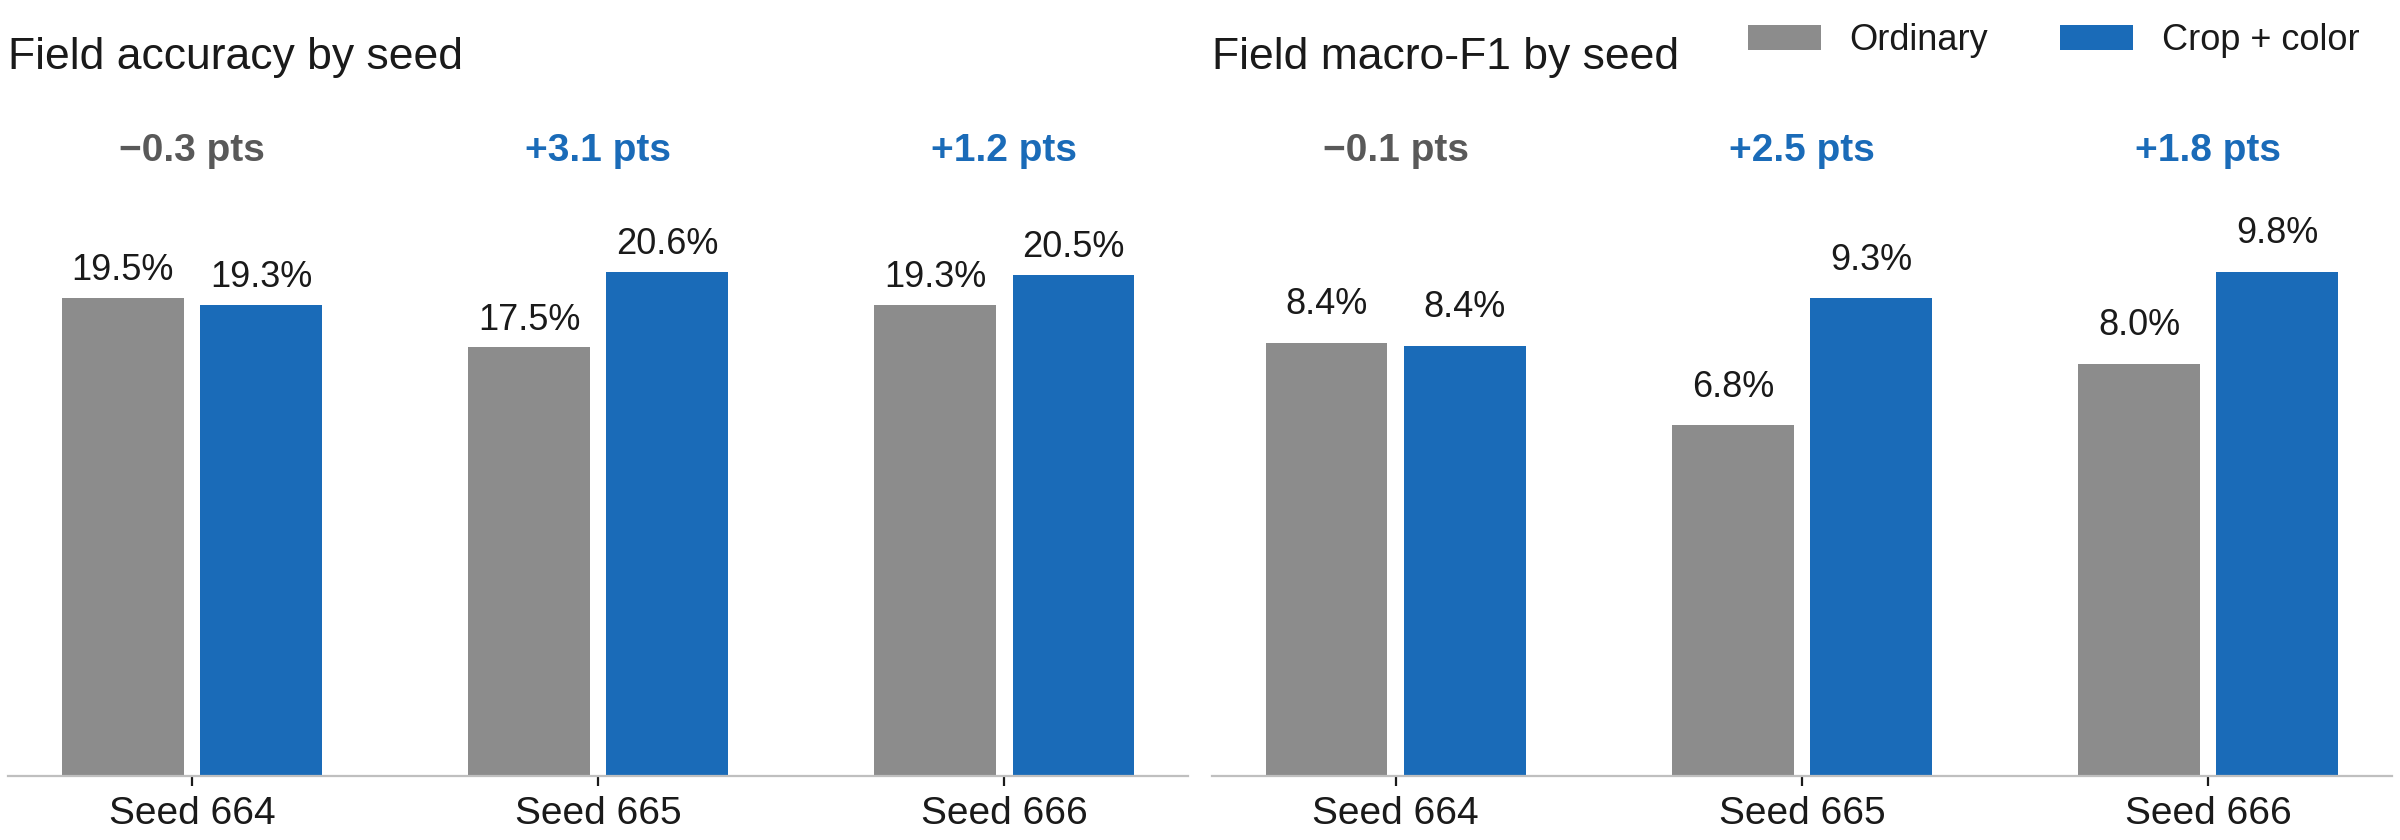 Field accuracy by seed
−0.3 pts +3.1 pts +1.2 pts
19.5% 19.3% 17.5% 20.6% 19.3% 20.5%
Seed 664 Seed 665 Seed 666
Field macro-F1 by seed
Ordinary Crop + color
−0.1 pts +2.5 pts +1.8 pts
8.4% 8.4% 6.8% 9.3% 8.0% 9.8%
Seed 664 Seed 665 Seed 666